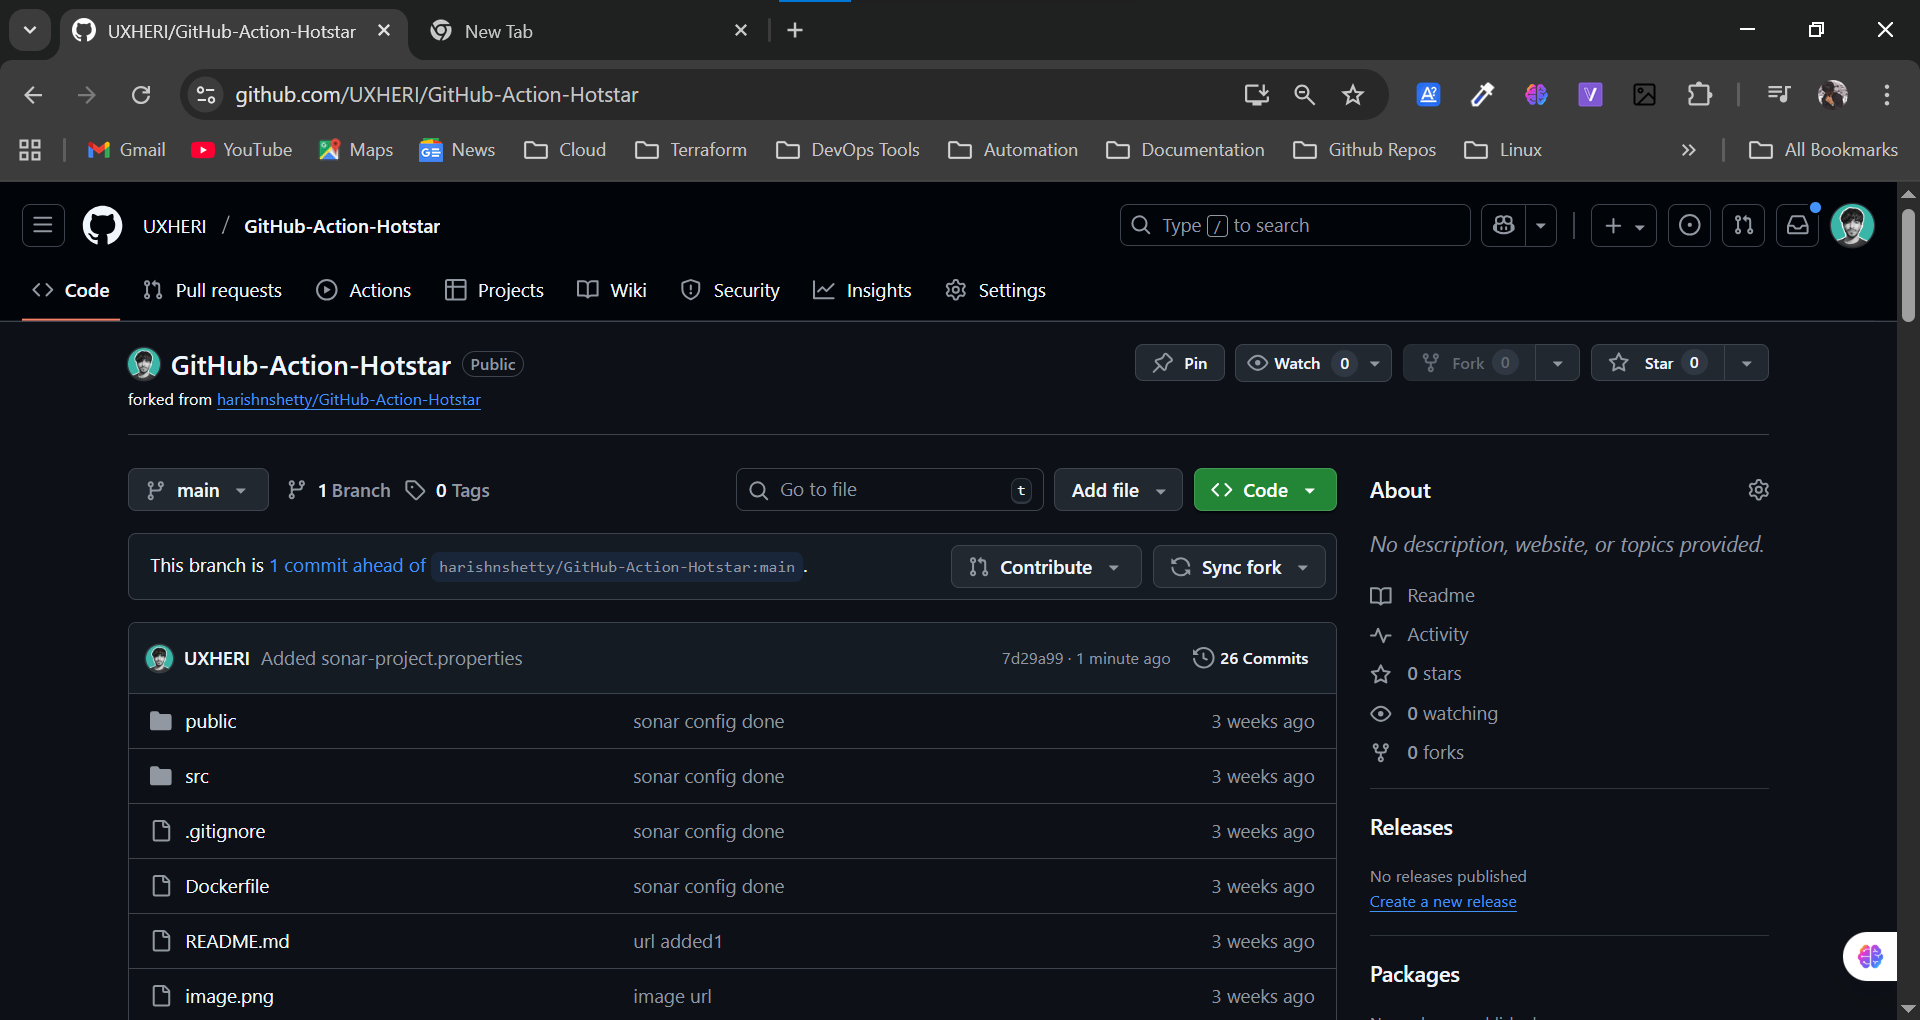 UXHERI/GitHub-Action-Hotstar
New Tab
github.com/UXHERI/GitHub-Action-Hotstar
Gmail YouTube Maps News Cloud Terraform DevOps Tools Automation Documentation Github Repos Linux All Bookmarks
UXHERI / GitHub-Action-Hotstar
Type / to search
Code Pull requests Actions Projects Wiki Security Insights Settings
GitHub-Action-Hotstar Public
Pin Watch 0 Fork 0 Star 0
forked from harishnshetty/GitHub-Action-Hotstar
main 1 Branch 0 Tags
Go to file t Add file Code
This branch is 1 commit ahead of harishnshetty/GitHub-Action-Hotstar:main .
Contribute Sync fork
UXHERI Added sonar-project.properties 7d29a99 · 1 minute ago 26 Commits
public sonar config done 3 weeks ago
src sonar config done 3 weeks ago
.gitignore sonar config done 3 weeks ago
Dockerfile sonar config done 3 weeks ago
README.md url added1 3 weeks ago
image.png image url 3 weeks ago
About
No description, website, or topics provided.
Readme
Activity
0 stars
0 watching
0 forks
Releases
No releases published
Create a new release
Packages